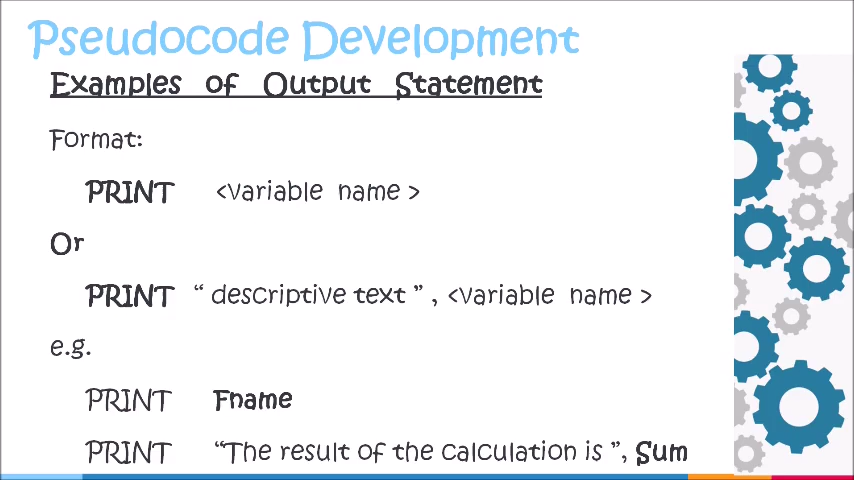 Pseudocode Development
Examples of Output Statement
Format:
PRINT <variable name >
Or
PRINT “ descriptive text ” , <variable name >
e.g.
PRINT Fname
PRINT “The result of the calculation is ”, Sum